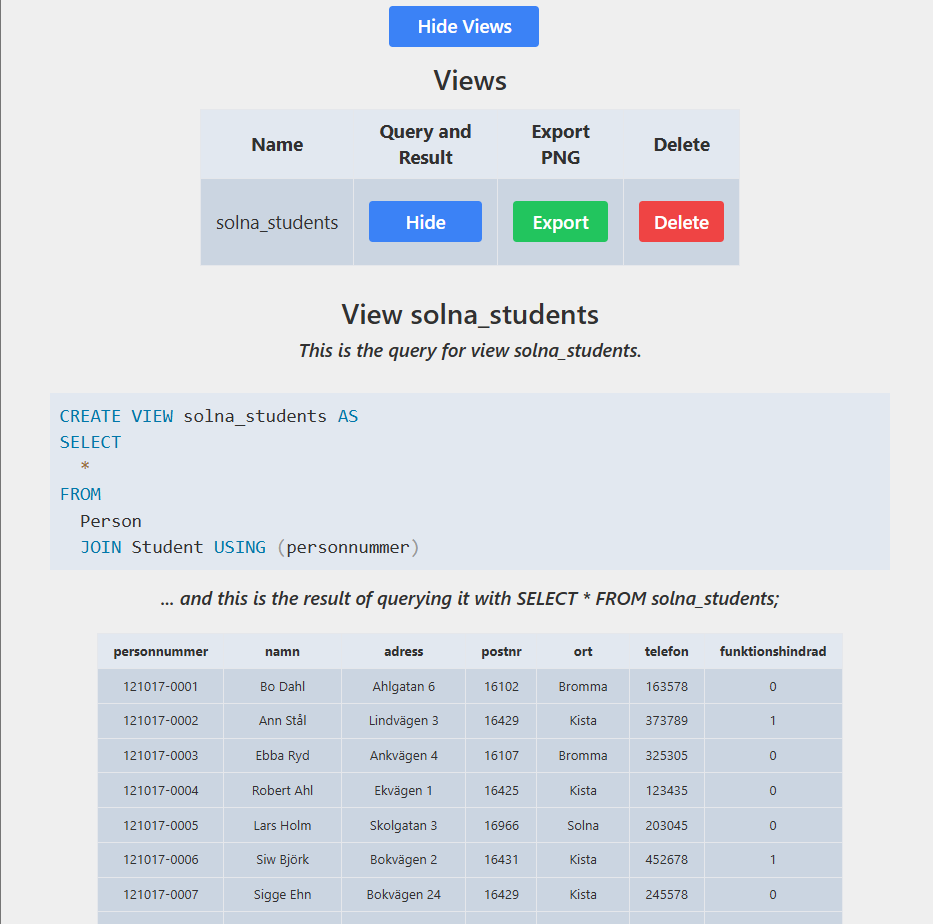 Hide Views
Views
Name Query and Result Export PNG Delete
solna_students Hide Export Delete
View solna_students
This is the query for view solna_students.
CREATE VIEW solna_students AS
SELECT
*
FROM
Person
JOIN Student USING (personnummer)
... and this is the result of querying it with SELECT * FROM solna_students;
personnummer namn adress postnr ort telefon funktionshindrad
121017-0001 Bo Dahl Ahlgatan 6 16102 Bromma 163578 0
121017-0002 Ann Stål Lindvägen 3 16429 Kista 373789 1
121017-0003 Ebba Ryd Ankvägen 4 16107 Bromma 325305 0
121017-0004 Robert Ahl Ekvägen 1 16425 Kista 123435 0
121017-0005 Lars Holm Skolgatan 3 16966 Solna 203045 0
121017-0006 Siw Björk Bokvägen 2 16431 Kista 452678 1
121017-0007 Sigge Ehn Bokvägen 24 16429 Kista 245578 0